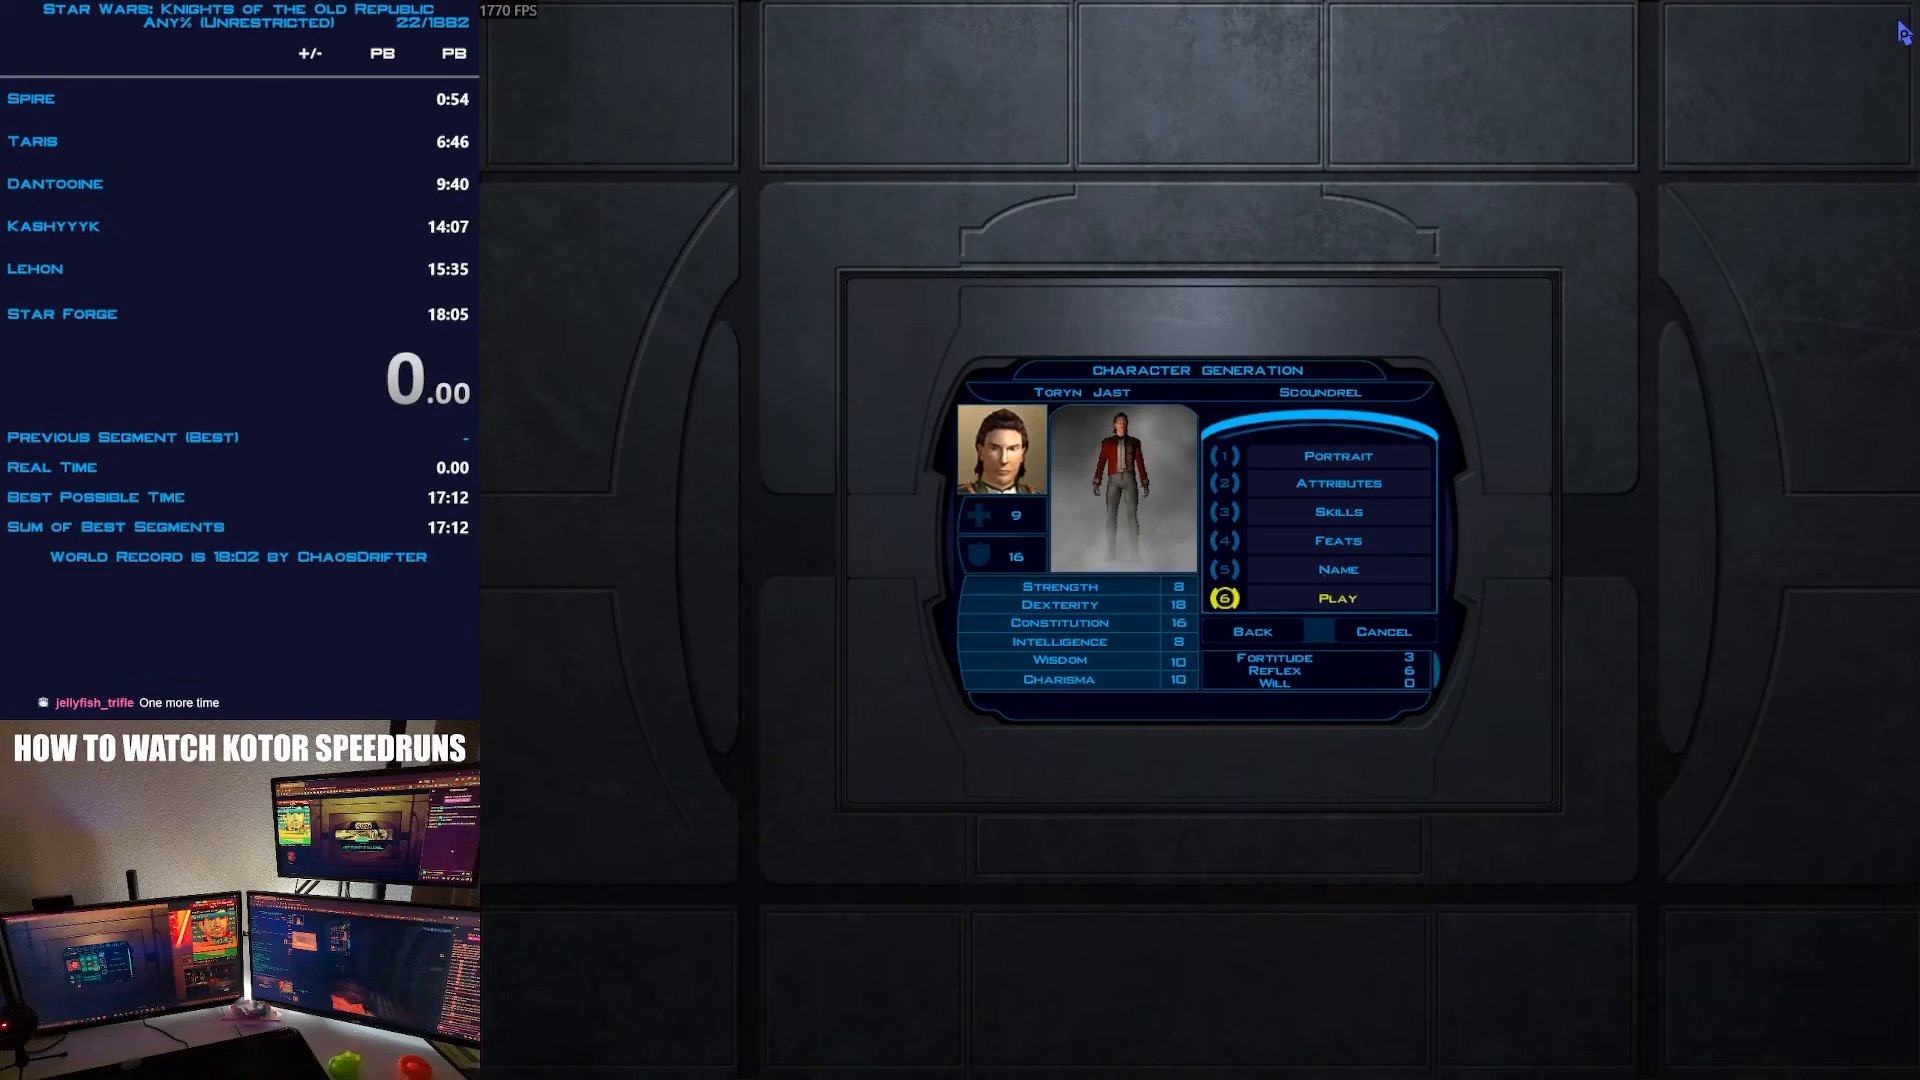 Star Wars: Knights of the Old Republic
Any% (Unrestricted) 22/1882
+/- PB PB
Spire 0:54
Taris 6:46
Dantooine 9:40
Kashyyyk 14:07
Lehon 15:35
Star Forge 18:05
0.00
Previous Segment (Best) -
Real Time 0.00
Best Possible Time 17:12
Sum of Best Segments 17:12
World Record is 18:02 by ChaosDrifter
jellyfish_trifle One more time
HOW TO WATCH KOTOR SPEEDRUNS
1770 FPS
Character Generation
Toryn Jast Scoundrel
9
16
Strength 8
Dexterity 18
Constitution 16
Intelligence 8
Wisdom 10
Charisma 10
1 Portrait
2 Attributes
3 Skills
4 Feats
5 Name
6 Play
Back Cancel
Fortitude 3
Reflex 6
Will 0